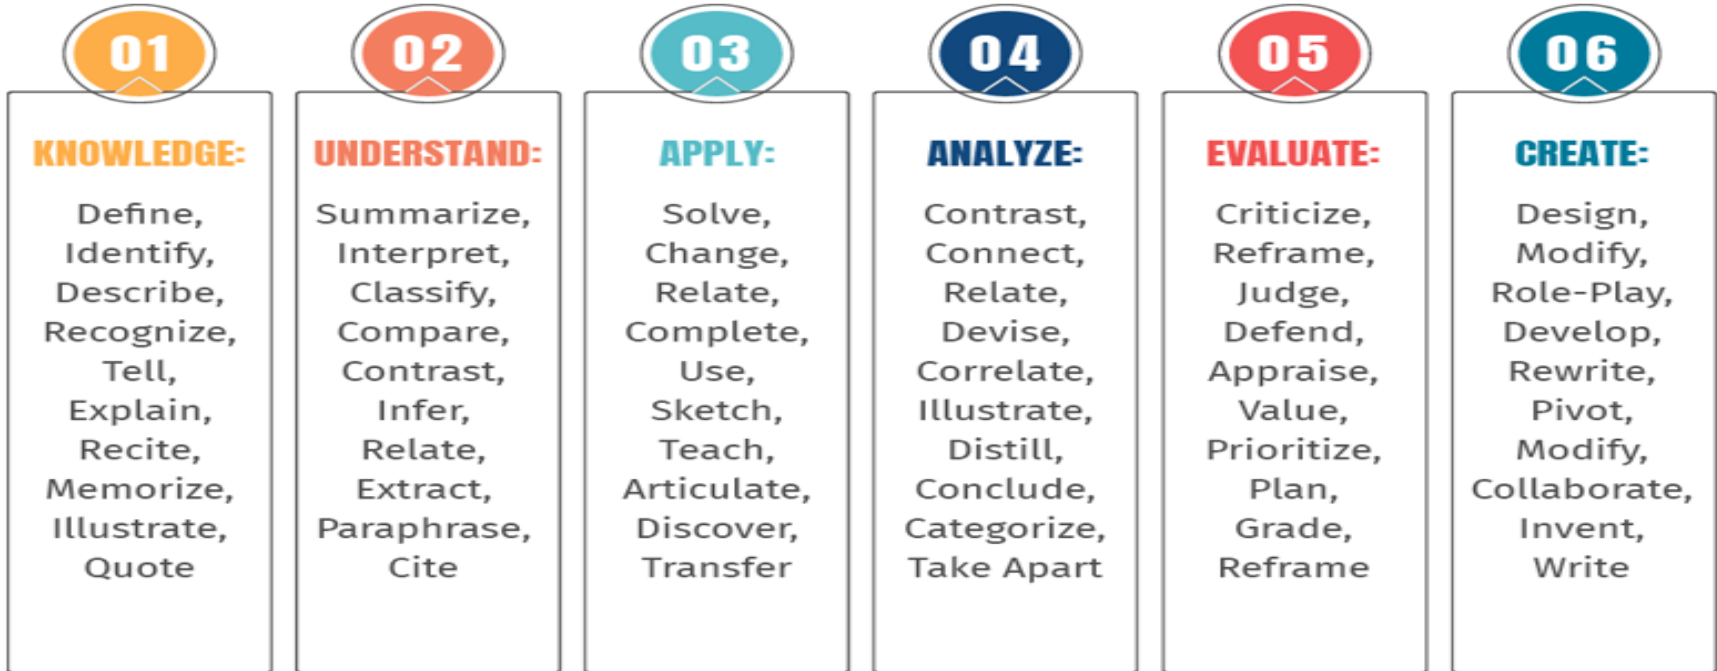 01
KNOWLEDGE:
Define,
Identify,
Describe,
Recognize,
Tell,
Explain,
Recite,
Memorize,
Illustrate,
Quote
02
UNDERSTAND:
Summarize,
Interpret,
Classify,
Compare,
Contrast,
Infer,
Relate,
Extract,
Paraphrase,
Cite
03
APPLY:
Solve,
Change,
Relate,
Complete,
Use,
Sketch,
Teach,
Articulate,
Discover,
Transfer
04
ANALYZE:
Contrast,
Connect,
Relate,
Devise,
Correlate,
Illustrate,
Distill,
Conclude,
Categorize,
Take Apart
05
EVALUATE:
Criticize,
Reframe,
Judge,
Defend,
Appraise,
Value,
Prioritize,
Plan,
Grade,
Reframe
06
CREATE:
Design,
Modify,
Role-Play,
Develop,
Rewrite,
Pivot,
Modify,
Collaborate,
Invent,
Write